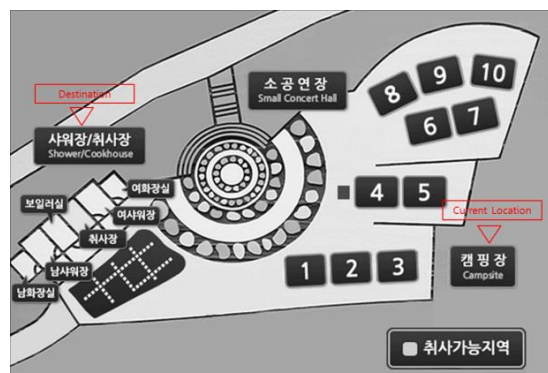 Destination
소공연장
Small Concert Hall
8
9
10
6
7
샤워장/취사장
Shower/Cookhouse
여화장실
보일러실
여샤워장
4
5
Current Location
취사장
캠핑장
Campsite
남샤워장
1
2
3
남화장실
취사가능지역